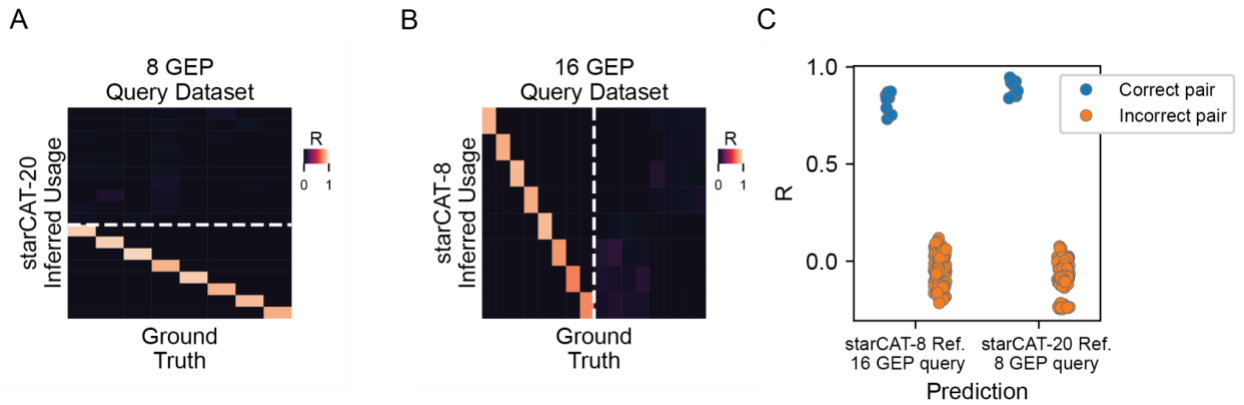 A
8 GEP
Query Dataset
starCAT-20
Inferred Usage
R
0 1
Ground
Truth
B
16 GEP
Query Dataset
starCAT-8
Inferred Usage
R
0 1
Ground
Truth
C
1.0
0.5
0.0
R
Correct pair
Incorrect pair
starCAT-8 Ref.
16 GEP query
starCAT-20 Ref.
8 GEP query
Prediction